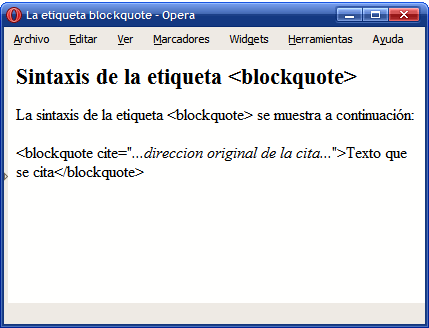 La etiqueta blockquote - Opera
Archivo Editar Ver Marcadores Widgets Herramientas Ayuda
Sintaxis de la etiqueta <blockquote>
La sintaxis de la etiqueta <blockquote> se muestra a continuación:
<blockquote cite="...direccion original de la cita...">Texto que
se cita</blockquote>